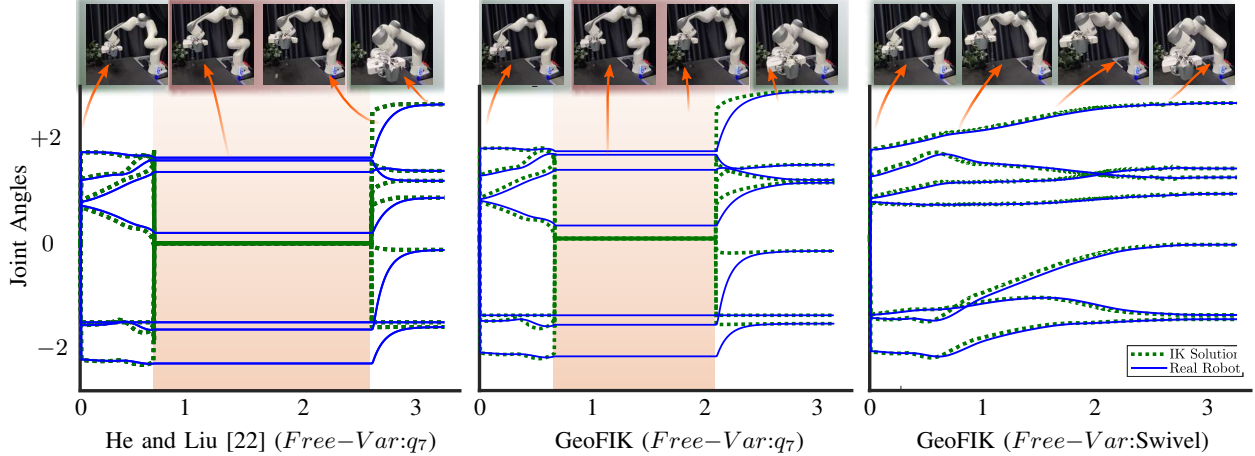 Joint Angles
+2
0
−2
0 1 2 3
0 1 2 3
0 1 2 3
IK Solution
Real Robot
He and Liu [22] (Free−Var:q7)
GeoFIK (Free−Var:q7)
GeoFIK (Free−Var:Swivel)